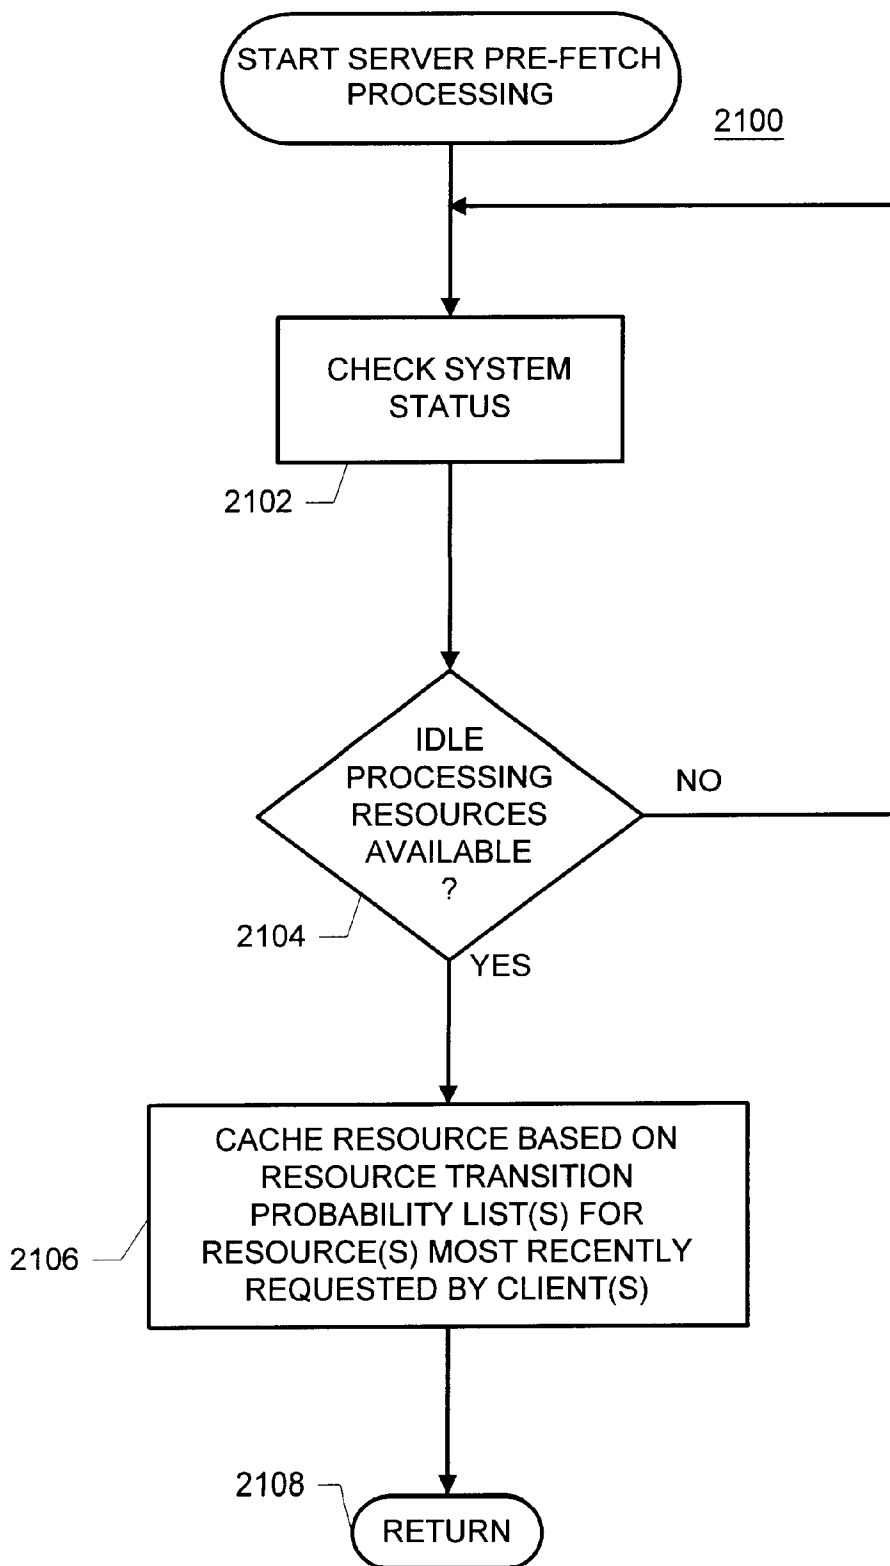 START SERVER PRE-FETCH
PROCESSING
2100
CHECK SYSTEM
STATUS
2102
IDLE
PROCESSING
RESOURCES
AVAILABLE
?
NO
2104
YES
CACHE RESOURCE BASED ON
RESOURCE TRANSITION
PROBABILITY LIST(S) FOR
RESOURCE(S) MOST RECENTLY
REQUESTED BY CLIENT(S)
2106
2108
RETURN